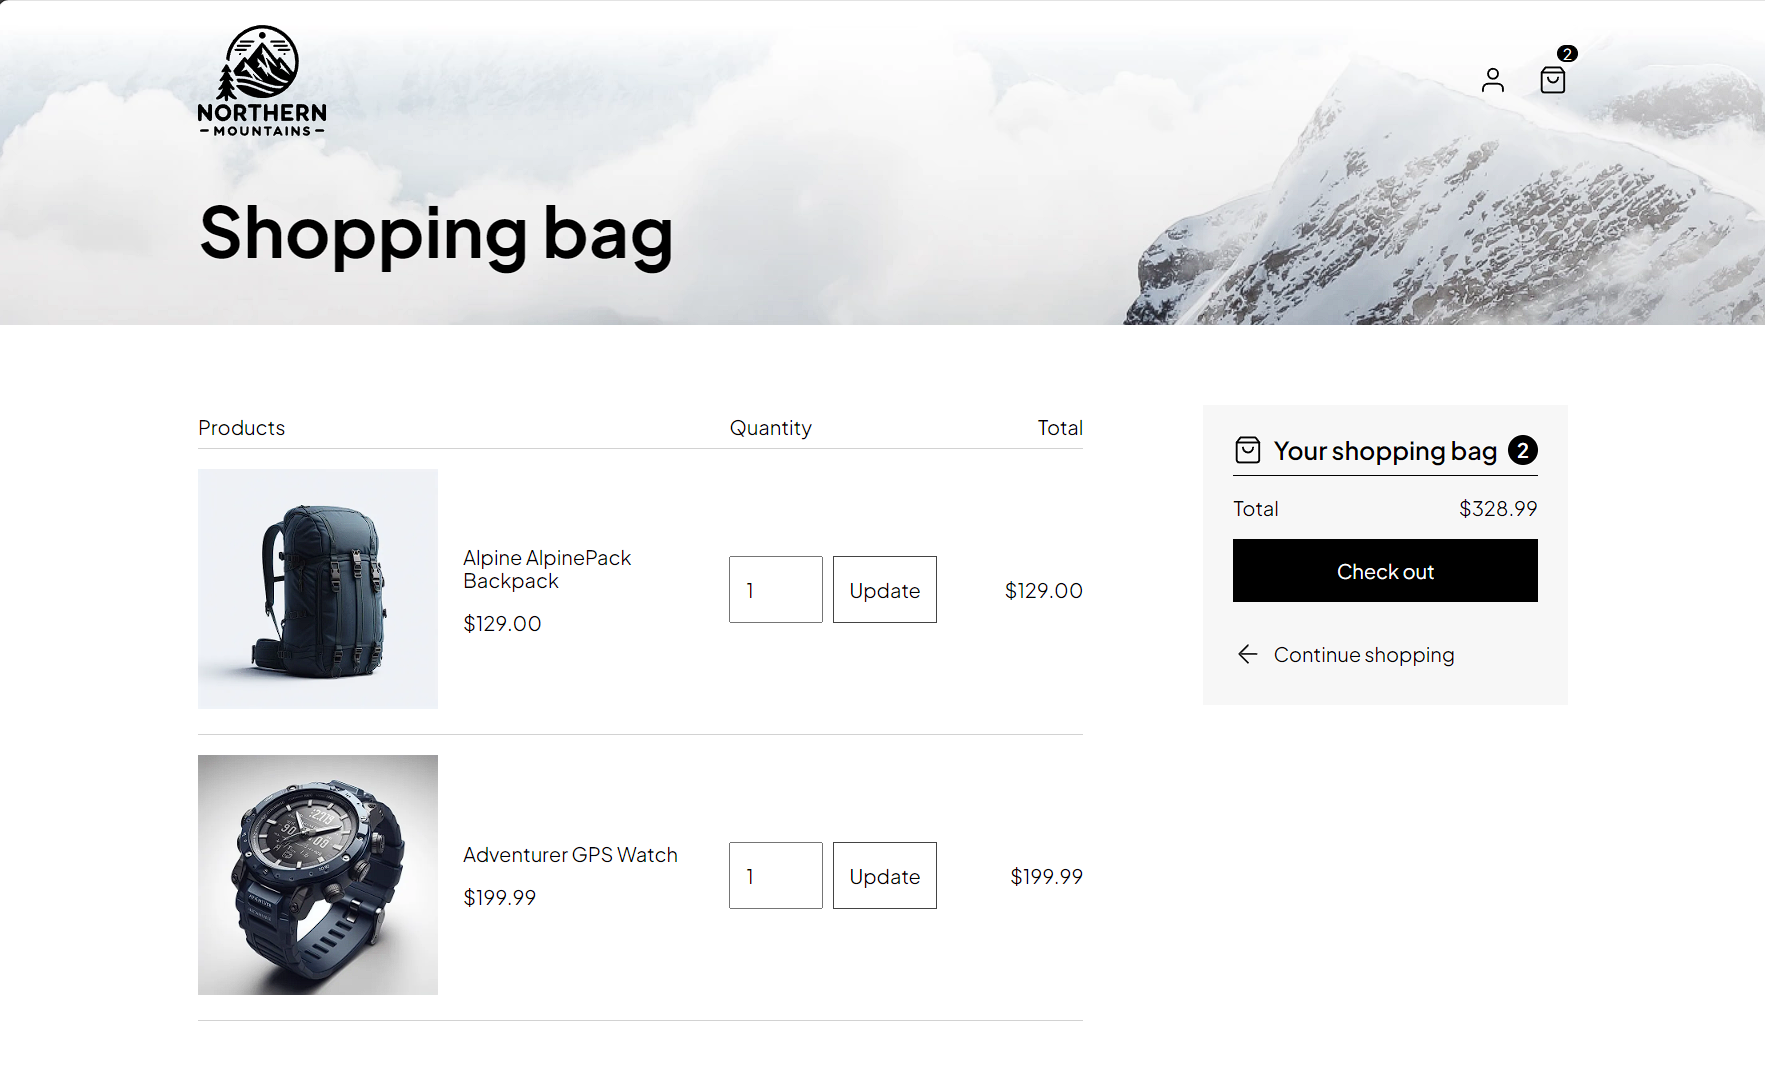 NORTHERN
MOUNTAINS
2
Shopping bag
Products Quantity Total
Alpine AlpinePack
Backpack
$129.00
1 Update $129.00
Adventurer GPS Watch
$199.99
1 Update $199.99
Your shopping bag 2
Total $328.99
Check out
Continue shopping